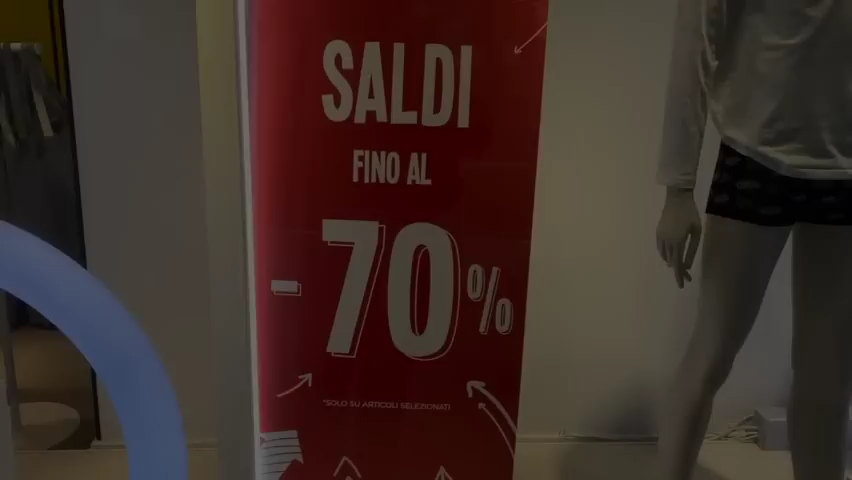 SALDI
FINO AL
-70%
*SOLO SU ARTICOLI SELEZIONATI